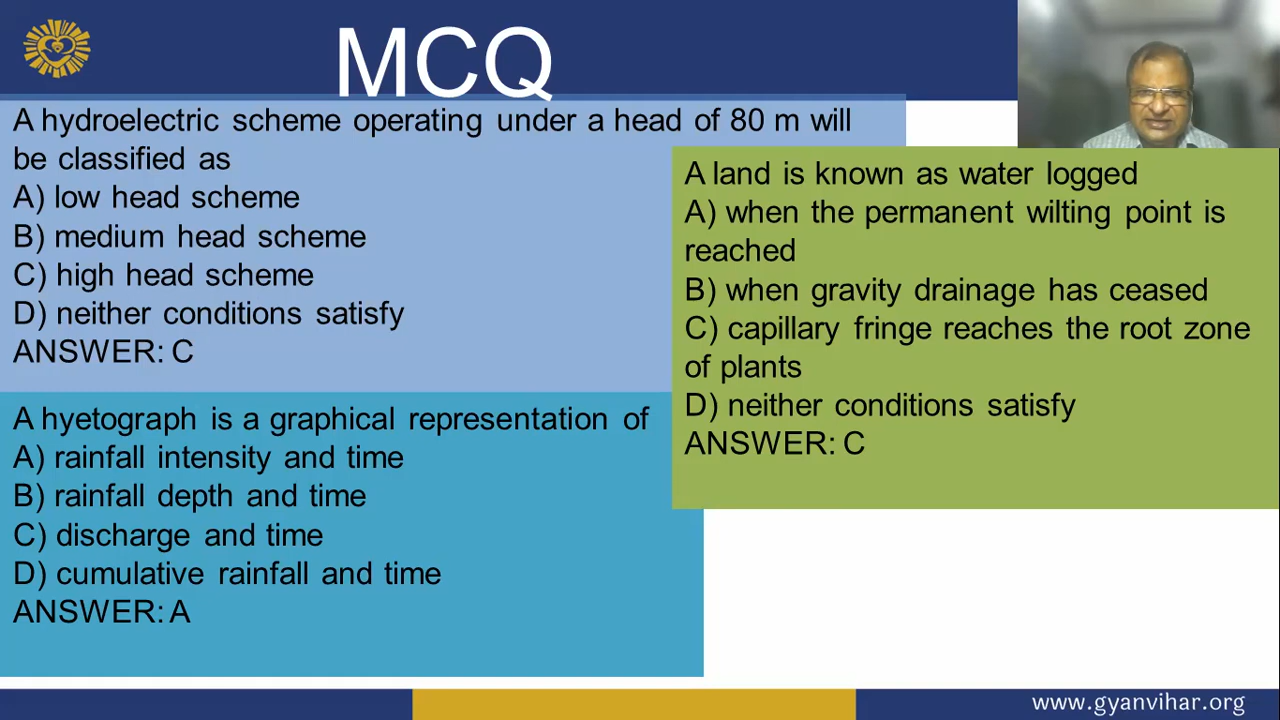 MCQ
A hydroelectric scheme operating under a head of 80 m will
be classified as
A) low head scheme
B) medium head scheme
C) high head scheme
D) neither conditions satisfy
ANSWER: C
A hyetograph is a graphical representation of
A) rainfall intensity and time
B) rainfall depth and time
C) discharge and time
D) cumulative rainfall and time
ANSWER: A
A land is known as water logged
A) when the permanent wilting point is
reached
B) when gravity drainage has ceased
C) capillary fringe reaches the root zone
of plants
D) neither conditions satisfy
ANSWER: C
www.gyanvihar.org